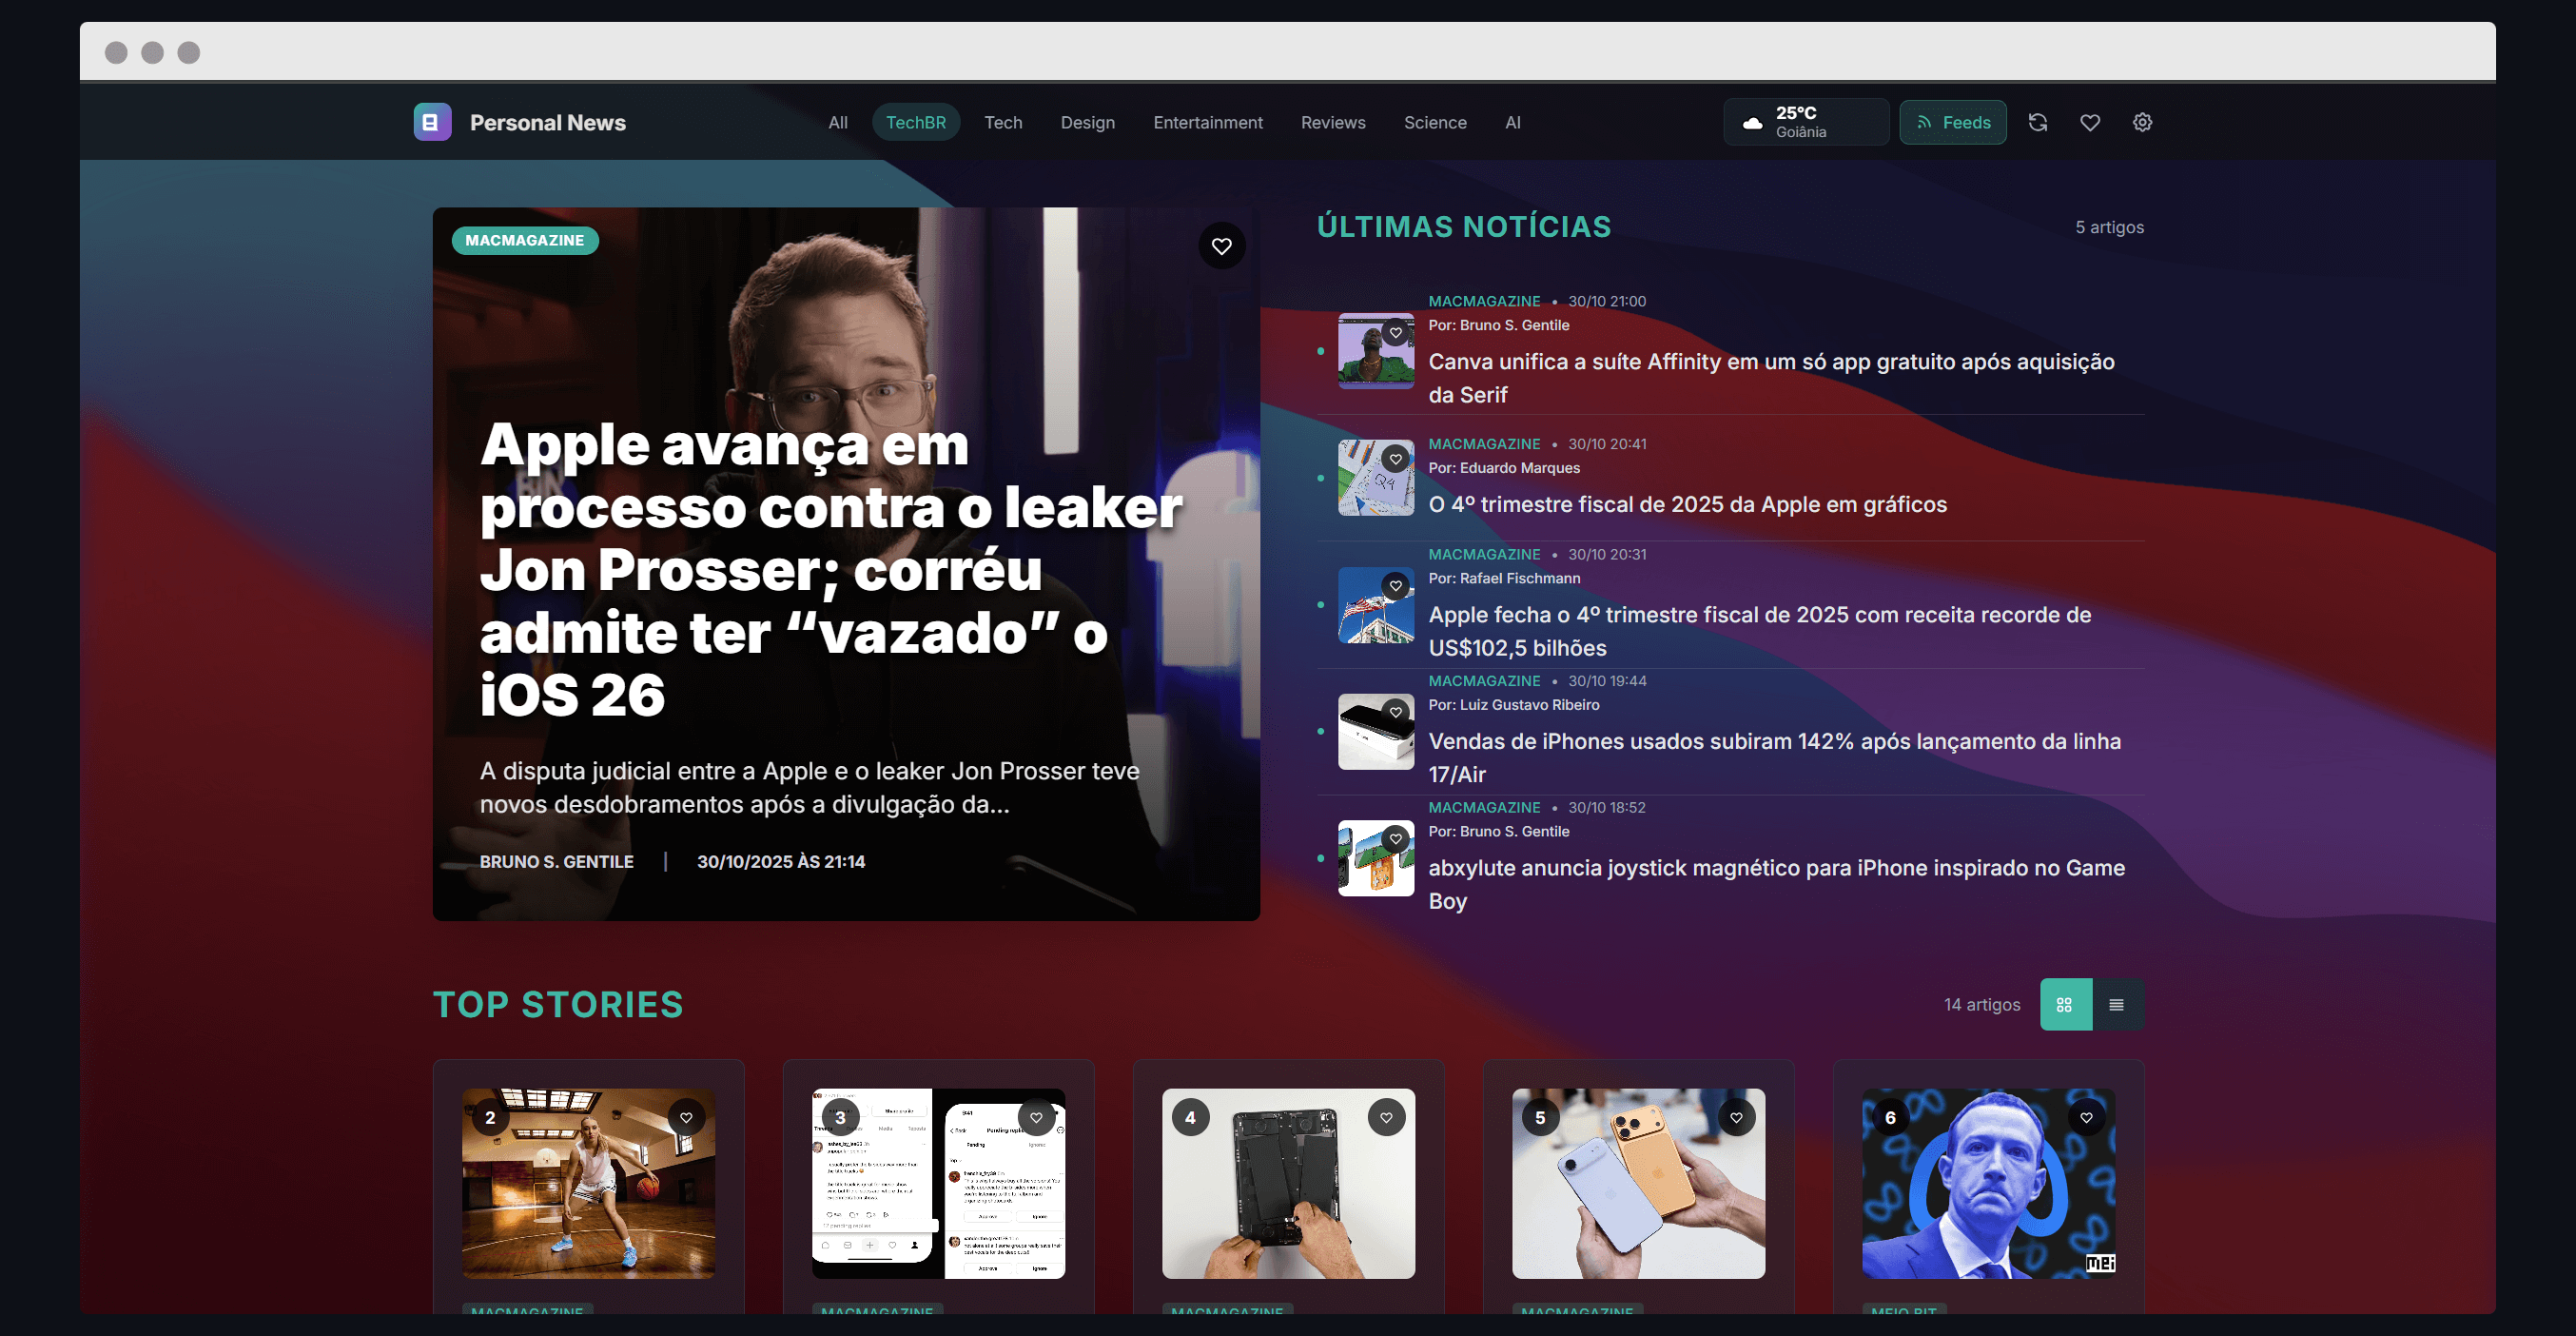 Personal News
All
TechBR
Tech
Design
Entertainment
Reviews
Science
AI
25°C
Goiânia
Feeds
MACMAGAZINE
Apple avança em
processo contra o leaker
Jon Prosser; corréu
admite ter “vazado” o
iOS 26
A disputa judicial entre a Apple e o leaker Jon Prosser teve
novos desdobramentos após a divulgação da...
BRUNO S. GENTILE | 30/10/2025 ÀS 21:14
ÚLTIMAS NOTÍCIAS
5 artigos
MACMAGAZINE • 30/10 21:00
Por: Bruno S. Gentile
Canva unifica a suíte Affinity em um só app gratuito após aquisição
da Serif
MACMAGAZINE • 30/10 20:41
Por: Eduardo Marques
Q4
O 4º trimestre fiscal de 2025 da Apple em gráficos
MACMAGAZINE • 30/10 20:31
Por: Rafael Fischmann
Apple fecha o 4º trimestre fiscal de 2025 com receita recorde de
US$102,5 bilhões
MACMAGAZINE • 30/10 19:44
Por: Luiz Gustavo Ribeiro
Vendas de iPhones usados subiram 142% após lançamento da linha
17/Air
MACMAGAZINE • 30/10 18:52
Por: Bruno S. Gentile
abxylute anuncia joystick magnético para iPhone inspirado no Game
Boy
TOP STORIES
14 artigos
2
3
4
5
6
9:41
Pending
Approve
Ignore
Approve
Ignore
MACMAGAZINE
MACMAGAZINE
MACMAGAZINE
MACMAGAZINE
MEIO BIT